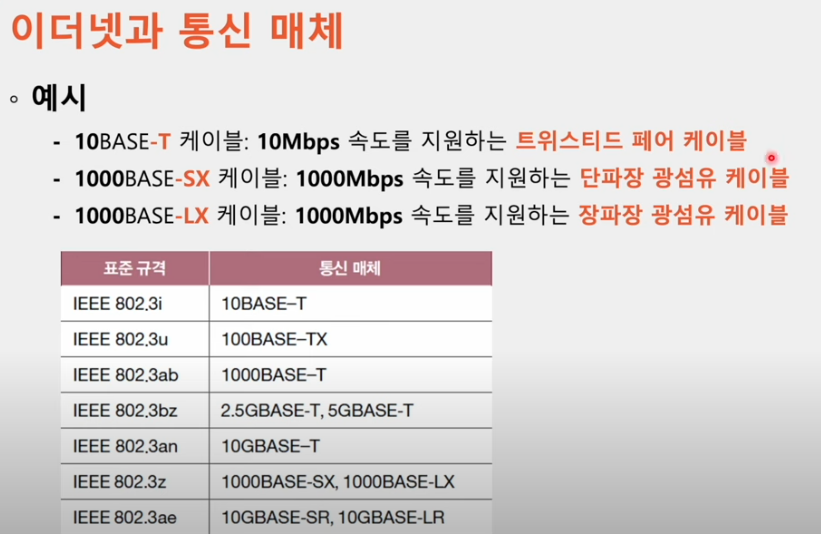 이더넷과 통신 매체
◦ 예시
- 10BASE-T 케이블: 10Mbps 속도를 지원하는 트위스티드 페어 케이블
- 1000BASE-SX 케이블: 1000Mbps 속도를 지원하는 단파장 광섬유 케이블
- 1000BASE-LX 케이블: 1000Mbps 속도를 지원하는 장파장 광섬유 케이블
표준 규격 통신 매체
IEEE 802.3i 10BASE–T
IEEE 802.3u 100BASE–TX
IEEE 802.3ab 1000BASE–T
IEEE 802.3bz 2.5GBASE-T, 5GBASE-T
IEEE 802.3an 10GBASE–T
IEEE 802.3z 1000BASE-SX, 1000BASE-LX
IEEE 802.3ae 10GBASE-SR, 10GBASE-LR